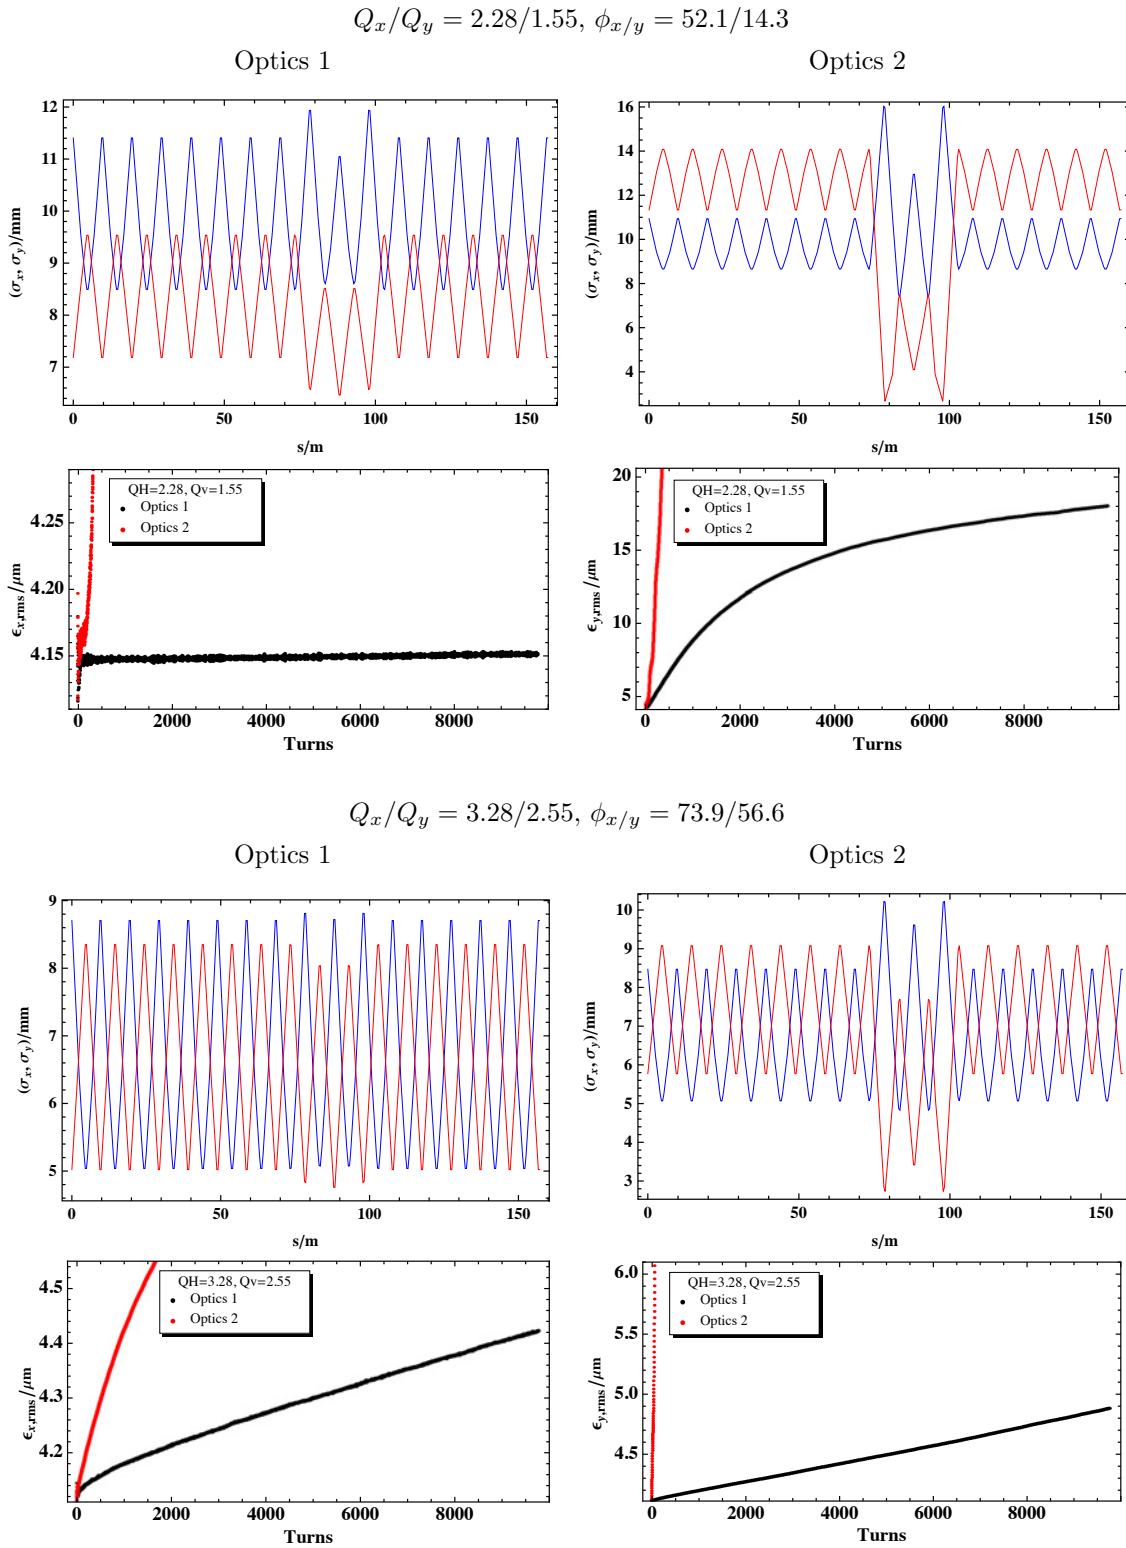 Q_x/Q_y = 2.28/1.55, ϕ_x/y = 52.1/14.3
Optics 1
Optics 2
(σ_x, σ_y)/mm
12
11
10
9
8
7
0
50
100
150
s/m
(σ_x, σ_y)/mm
16
14
12
10
8
6
4
0
50
100
150
s/m
ϵ_x,rms/μm
4.25
4.20
4.15
QH=2.28, Qv=1.55
Optics 1
Optics 2
0
2000
4000
6000
8000
Turns
ϵ_y,rms/μm
20
15
10
5
QH=2.28, Qv=1.55
Optics 1
Optics 2
0
2000
4000
6000
8000
Turns
Q_x/Q_y = 3.28/2.55, ϕ_x/y = 73.9/56.6
Optics 1
Optics 2
(σ_x, σ_y)/mm
9
8
7
6
5
0
50
100
150
s/m
(σ_x, σ_y)/mm
10
9
8
7
6
5
4
3
0
50
100
150
s/m
ϵ_x,rms/μm
4.5
4.4
4.3
4.2
QH=3.28, Qv=2.55
Optics 1
Optics 2
0
2000
4000
6000
8000
Turns
ϵ_y,rms/μm
6.0
5.5
5.0
4.5
QH=3.28, Qv=2.55
Optics 1
Optics 2
0
2000
4000
6000
8000
Turns